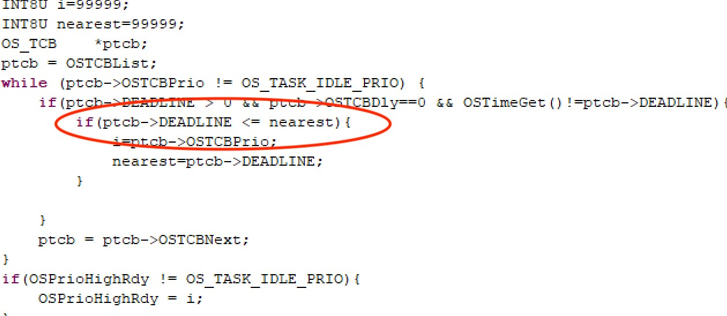 INT8U i=99999;
INT8U nearest=99999;
OS_TCB    *ptcb;
ptcb = OSTCBList;
while (ptcb->OSTCBPrio != OS_TASK_IDLE_PRIO) {
if(ptcb->DEADLINE > 0 && ptcb->OSTCBDly==0 && OSTimeGet()!=ptcb->DEADLINE){
if(ptcb->DEADLINE <= nearest){
i=ptcb->OSTCBPrio;
nearest=ptcb->DEADLINE;
}
}
ptcb = ptcb->OSTCBNext;
}
if(OSPrioHighRdy != OS_TASK_IDLE_PRIO){
OSPrioHighRdy = i;
}